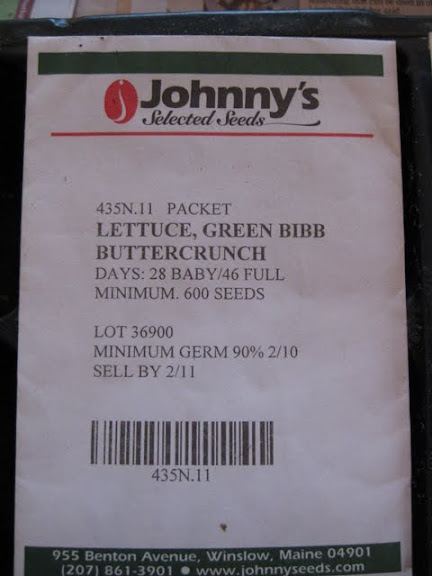 Johnny's
Selected Seeds
435N.11 PACKET
LETTUCE, GREEN BIBB
BUTTERCRUNCH
DAYS: 28 BABY/46 FULL
MINIMUM. 600 SEEDS
LOT 36900
MINIMUM GERM 90% 2/10
SELL BY 2/11
435N.11
955 Benton Avenue, Winslow, Maine 04901
(207) 861-3901 ● www.johnnyseeds.com